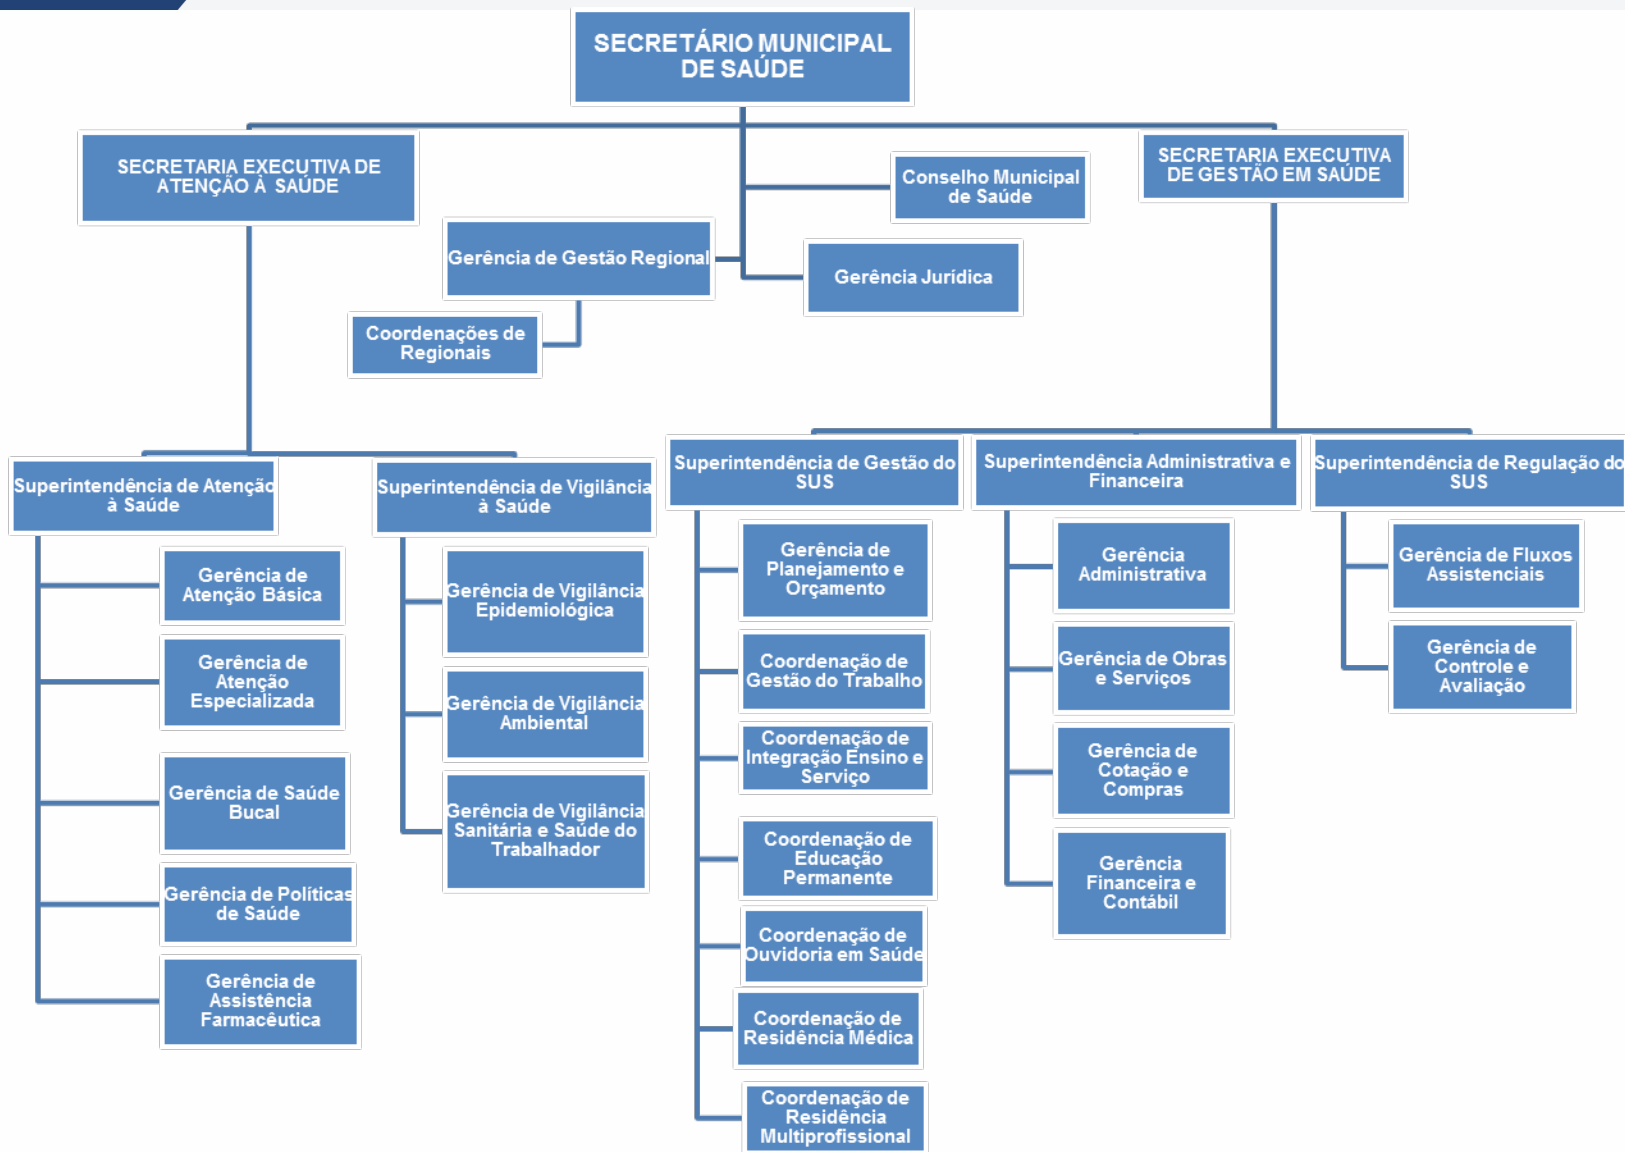 SECRETÁRIO MUNICIPAL
DE SAÚDE
SECRETARIA EXECUTIVA DE
ATENÇÃO À SAÚDE
SECRETARIA EXECUTIVA
DE GESTÃO EM SAÚDE
Conselho Municipal
de Saúde
Gerência de Gestão Regional
Gerência Jurídica
Coordenações de
Regionais
Superintendência de Atenção
à Saúde
Gerência de
Atenção Básica
Gerência de
Atenção
Especializada
Gerência de Saúde
Bucal
Gerência de Políticas
de Saúde
Gerência de
Assistência
Farmacêutica
Superintendência de Vigilância
à Saúde
Gerência de Vigilância
Epidemiológica
Gerência de Vigilância
Ambiental
Gerência de Vigilância
Sanitária e Saúde do
Trabalhador
Superintendência de Gestão do
SUS
Gerência de
Planejamento e
Orçamento
Coordenação de
Gestão do Trabalho
Coordenação de
Integração Ensino e
Serviço
Coordenação de
Educação
Permanente
Coordenação de
Ouvidoria em Saúde
Coordenação de
Residência Médica
Coordenação de
Residência
Multiprofissional
Superintendência Administrativa e
Financeira
Gerência
Administrativa
Gerência de Obras
e Serviços
Gerência de
Cotação e
Compras
Gerência
Financeira e
Contábil
Superintendência de Regulação do
SUS
Gerência de Fluxos
Assistenciais
Gerência de
Controle e
Avaliação